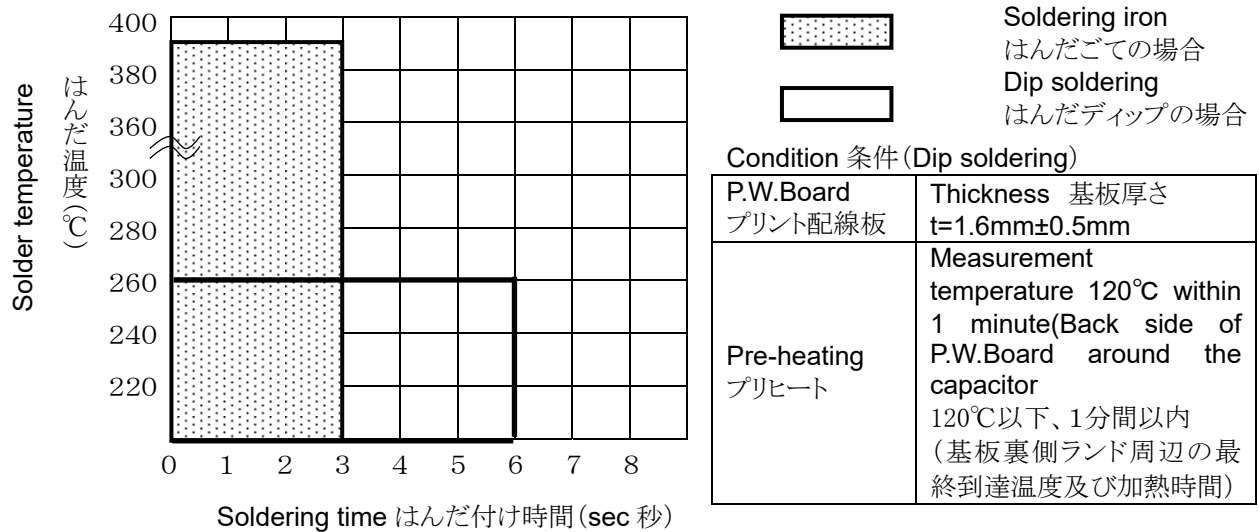 Solder temperature
はんだ温度(℃)
400
380
360
300
280
260
240
220
0 1 2 3 4 5 6 7 8
Soldering time はんだ付け時間(sec 秒)
Soldering iron
はんだごての場合
Dip soldering
はんだディップの場合
Condition 条件(Dip soldering)
P.W.Board
プリント配線板
Thickness 基板厚さ
t=1.6mm±0.5mm
Pre-heating
プリヒート
Measurement
temperature 120℃ within
1 minute(Back side of
P.W.Board around the
capacitor
120℃以下、1分間以内
(基板裏側ランド周辺の最
終到達温度及び加熱時間)